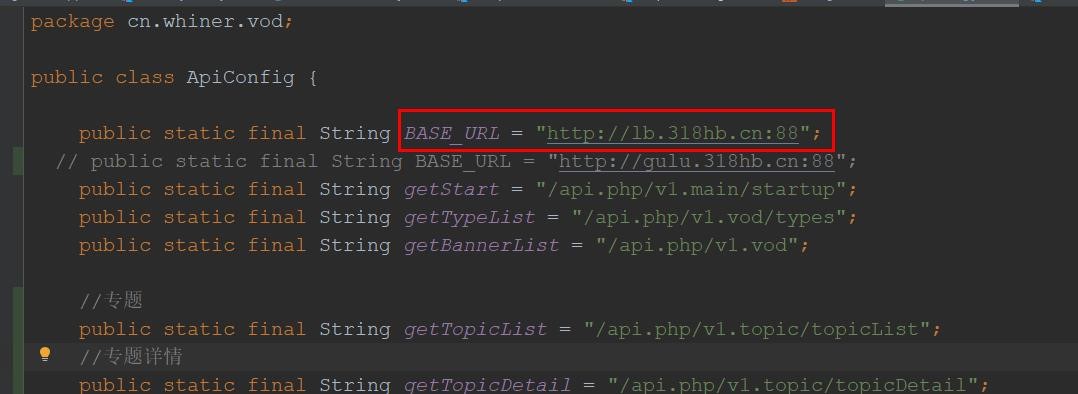 package cn.whiner.vod;
public class ApiConfig {
public static final String BASE_URL = "http://lb.318hb.cn:88";
// public static final String BASE_URL = "http://gulu.318hb.cn:88";
public static final String getStart = "/api.php/v1.main/startup";
public static final String getTypeList = "/api.php/v1.vod/types";
public static final String getBannerList = "/api.php/v1.vod";
//专题
public static final String getTopicList = "/api.php/v1.topic/topicList";
//专题详情
public static final String getTopicDetail = "/api.php/v1.topic/topicDetail";